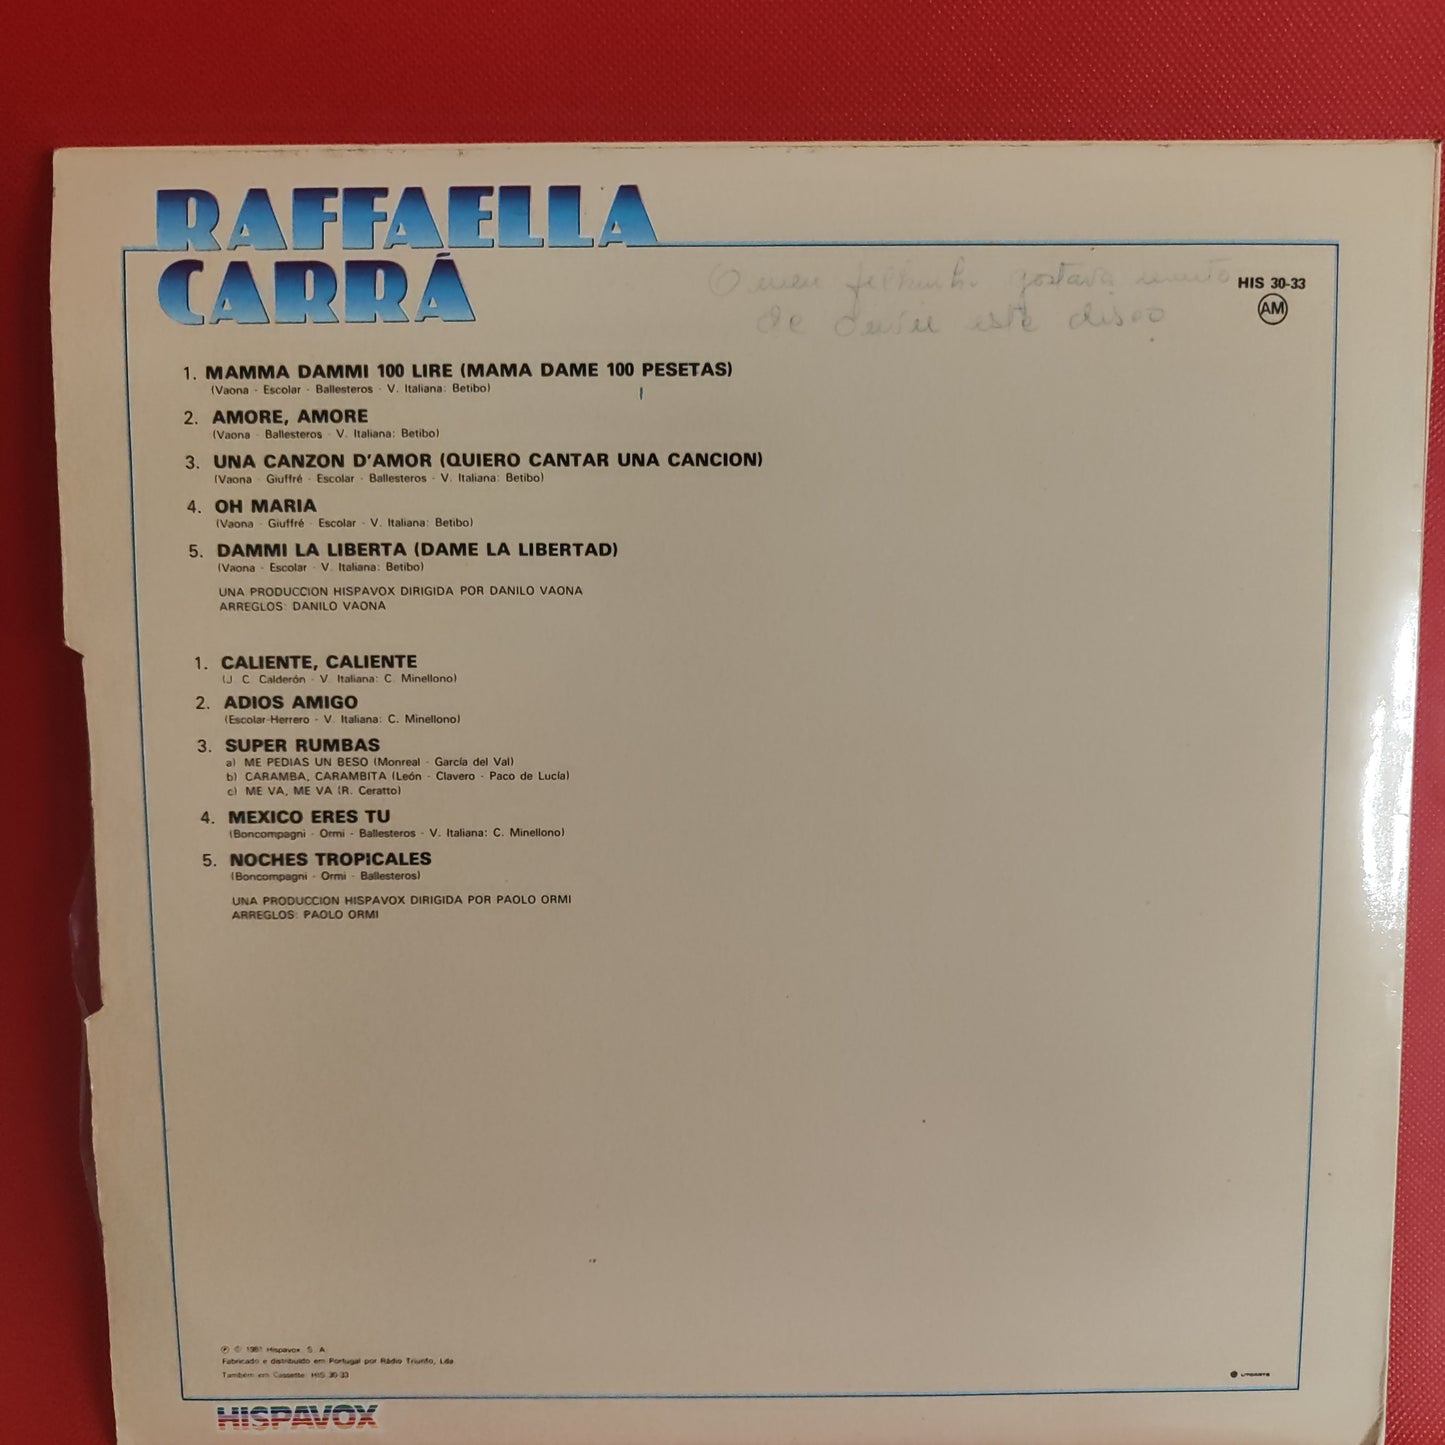 RAFFAELLA
CARRÁ
O meu filhinho gostava muito
de ouvir este disco
HIS 30-33
AM
1. MAMMA DAMMI 100 LIRE (MAMA DAME 100 PESETAS)
(Vaona - Escolar - Ballesteros - V. Italiana: Betibo)
2. AMORE, AMORE
(Vaona - Ballesteros - V. Italiana: Betibo)
3. UNA CANZON D'AMOR (QUIERO CANTAR UNA CANCION)
(Vaona - Giuffré - Escolar - Ballesteros - V. Italiana: Betibo)
4. OH MARIA
(Vaona - Giuffré - Escolar - V. Italiana: Betibo)
5. DAMMI LA LIBERTA (DAME LA LIBERTAD)
(Vaona - Escolar - V. Italiana: Betibo)
UNA PRODUCCION HISPAVOX DIRIGIDA POR DANILO VAONA
ARREGLOS: DANILO VAONA
1. CALIENTE, CALIENTE
(J. C. Calderón - V. Italiana: C. Minellono)
2. ADIOS AMIGO
(Escolar-Herrero - V. Italiana: C. Minellono)
3. SUPER RUMBAS
a) ME PEDIAS UN BESO (Monreal - García del Val)
b) CARAMBA, CARAMBITA (León - Clavero - Paco de Lucía)
c) ME VA, ME VA (R. Ceratto)
4. MEXICO ERES TU
(Boncompagni - Ormi - Ballesteros - V. Italiana: C. Minellono)
5. NOCHES TROPICALES
(Boncompagni - Ormi - Ballesteros)
UNA PRODUCCION HISPAVOX DIRIGIDA POR PAOLO ORMI
ARREGLOS: PAOLO ORMI
Ⓟ © 1981 Hispavox S. A.
Fabricado e distribuído em Portugal por Rádio Triunfo, Lda
Também em Cassette HIS 30-33
HISPAVOX